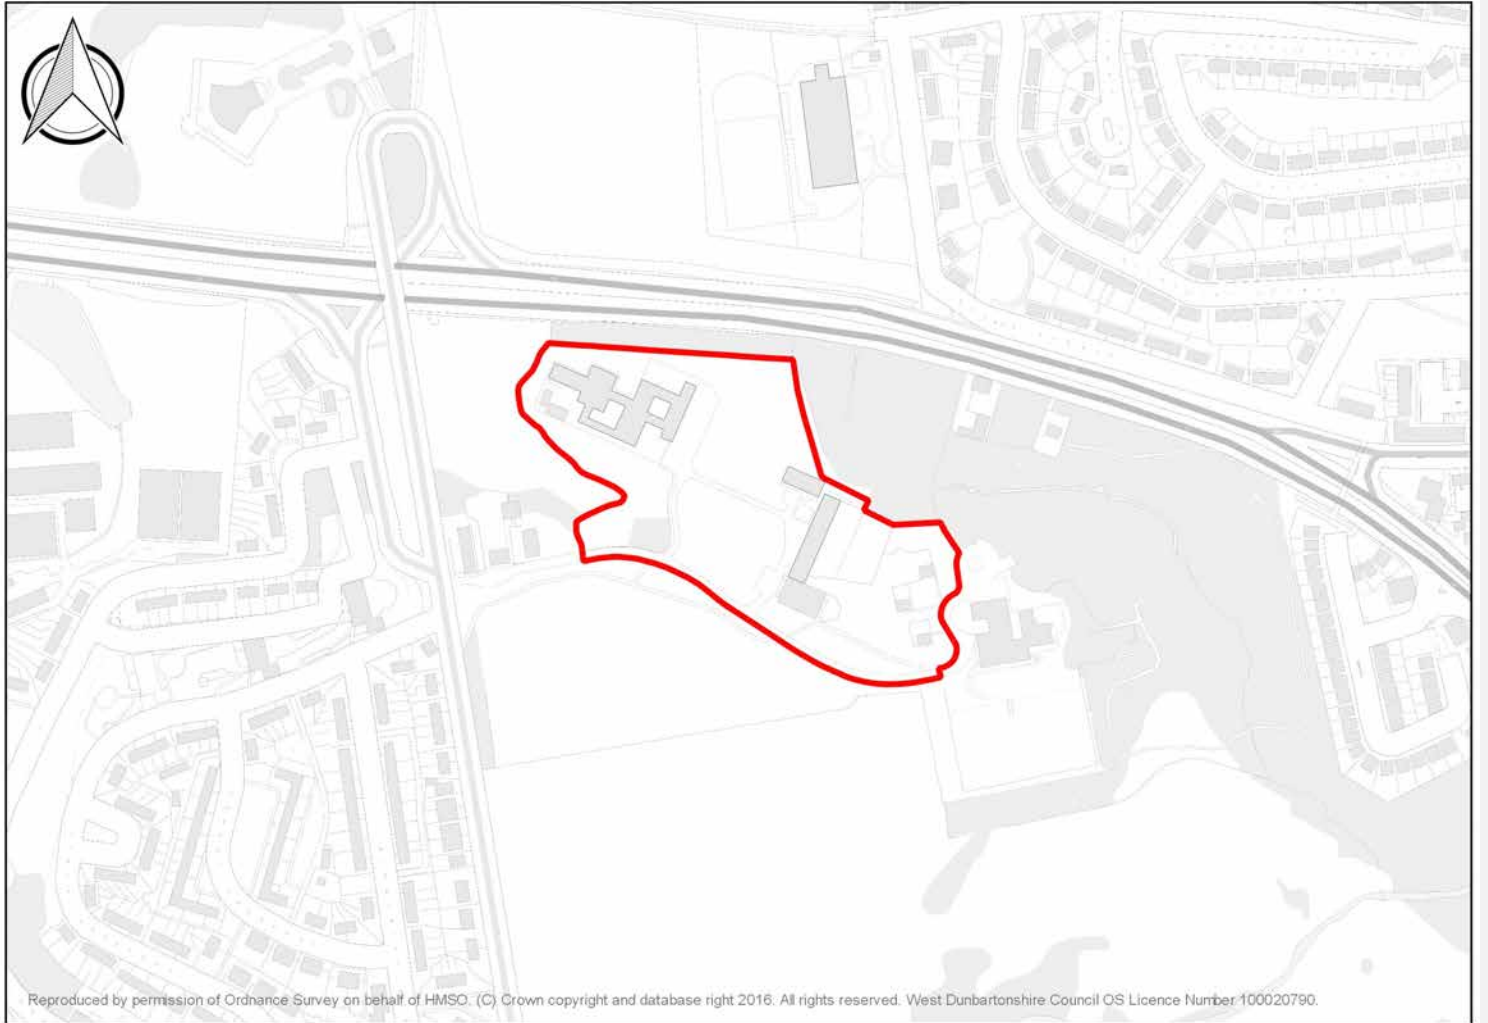 Reproduced by permission of Ordnance Survey on behalf of HMSO. (C) Crown copyright and database right 2016. All rights reserved. West Dunbartonshire Council OS Licence Number 100020790.